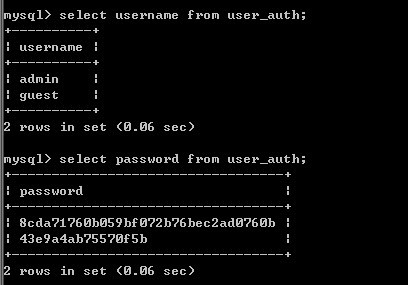 mysql> select username from user_auth;
+----------+
| username |
+----------+
| admin    |
| guest    |
+----------+
2 rows in set (0.06 sec)
mysql> select password from user_auth;
+----------------------------------+
| password                         |
+----------------------------------+
| 8cda71760b059bf072b76bec2ad0760b |
| 43e9a4ab75570f5b                 |
+----------------------------------+
2 rows in set (0.06 sec)